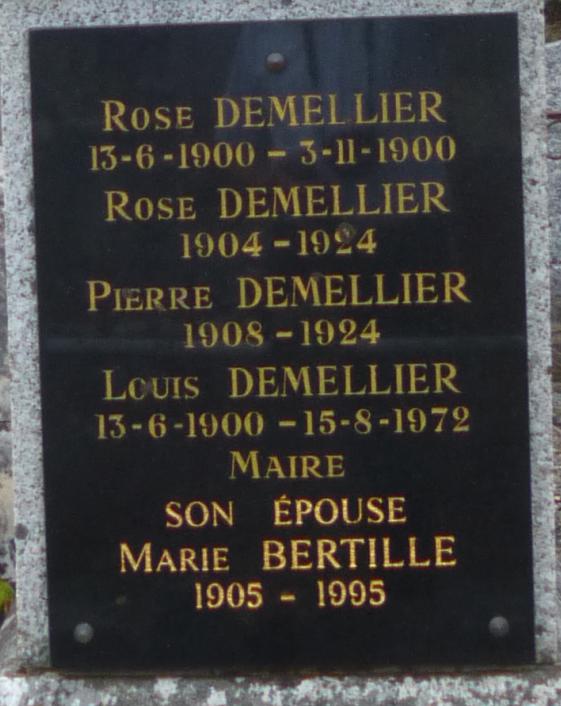 Rose DEMELLIER
13-6-1900 - 3-11-1900
Rose DEMELLIER
1904 - 1924
Pierre DEMELLIER
1908 - 1924
Louis DEMELLIER
13-6-1900 - 15-8-1972
Maire
SON ÉPOUSE
Marie BERTILLE
1905 - 1995